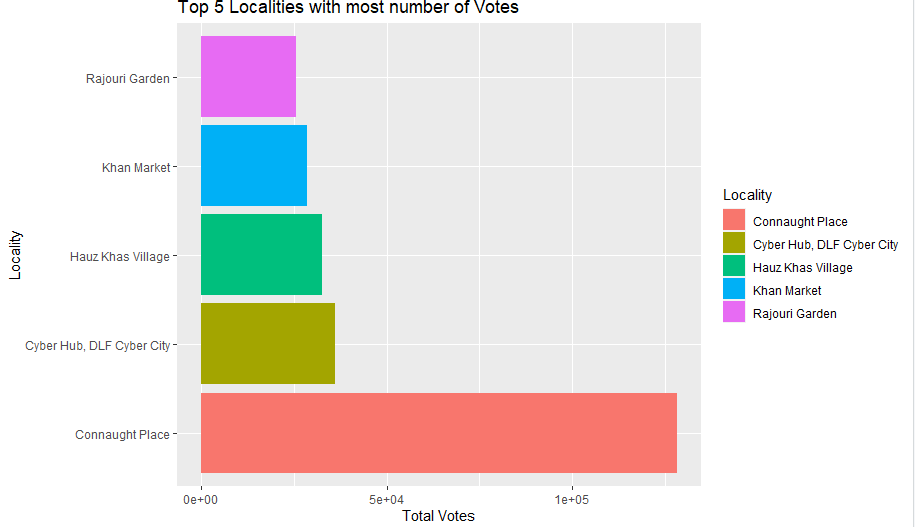 Top 5 Localities with most number of Votes
Locality
Rajouri Garden
Khan Market
Hauz Khas Village
Cyber Hub, DLF Cyber City
Connaught Place
0e+00 5e+04 1e+05
Total Votes
Locality
Connaught Place
Cyber Hub, DLF Cyber City
Hauz Khas Village
Khan Market
Rajouri Garden